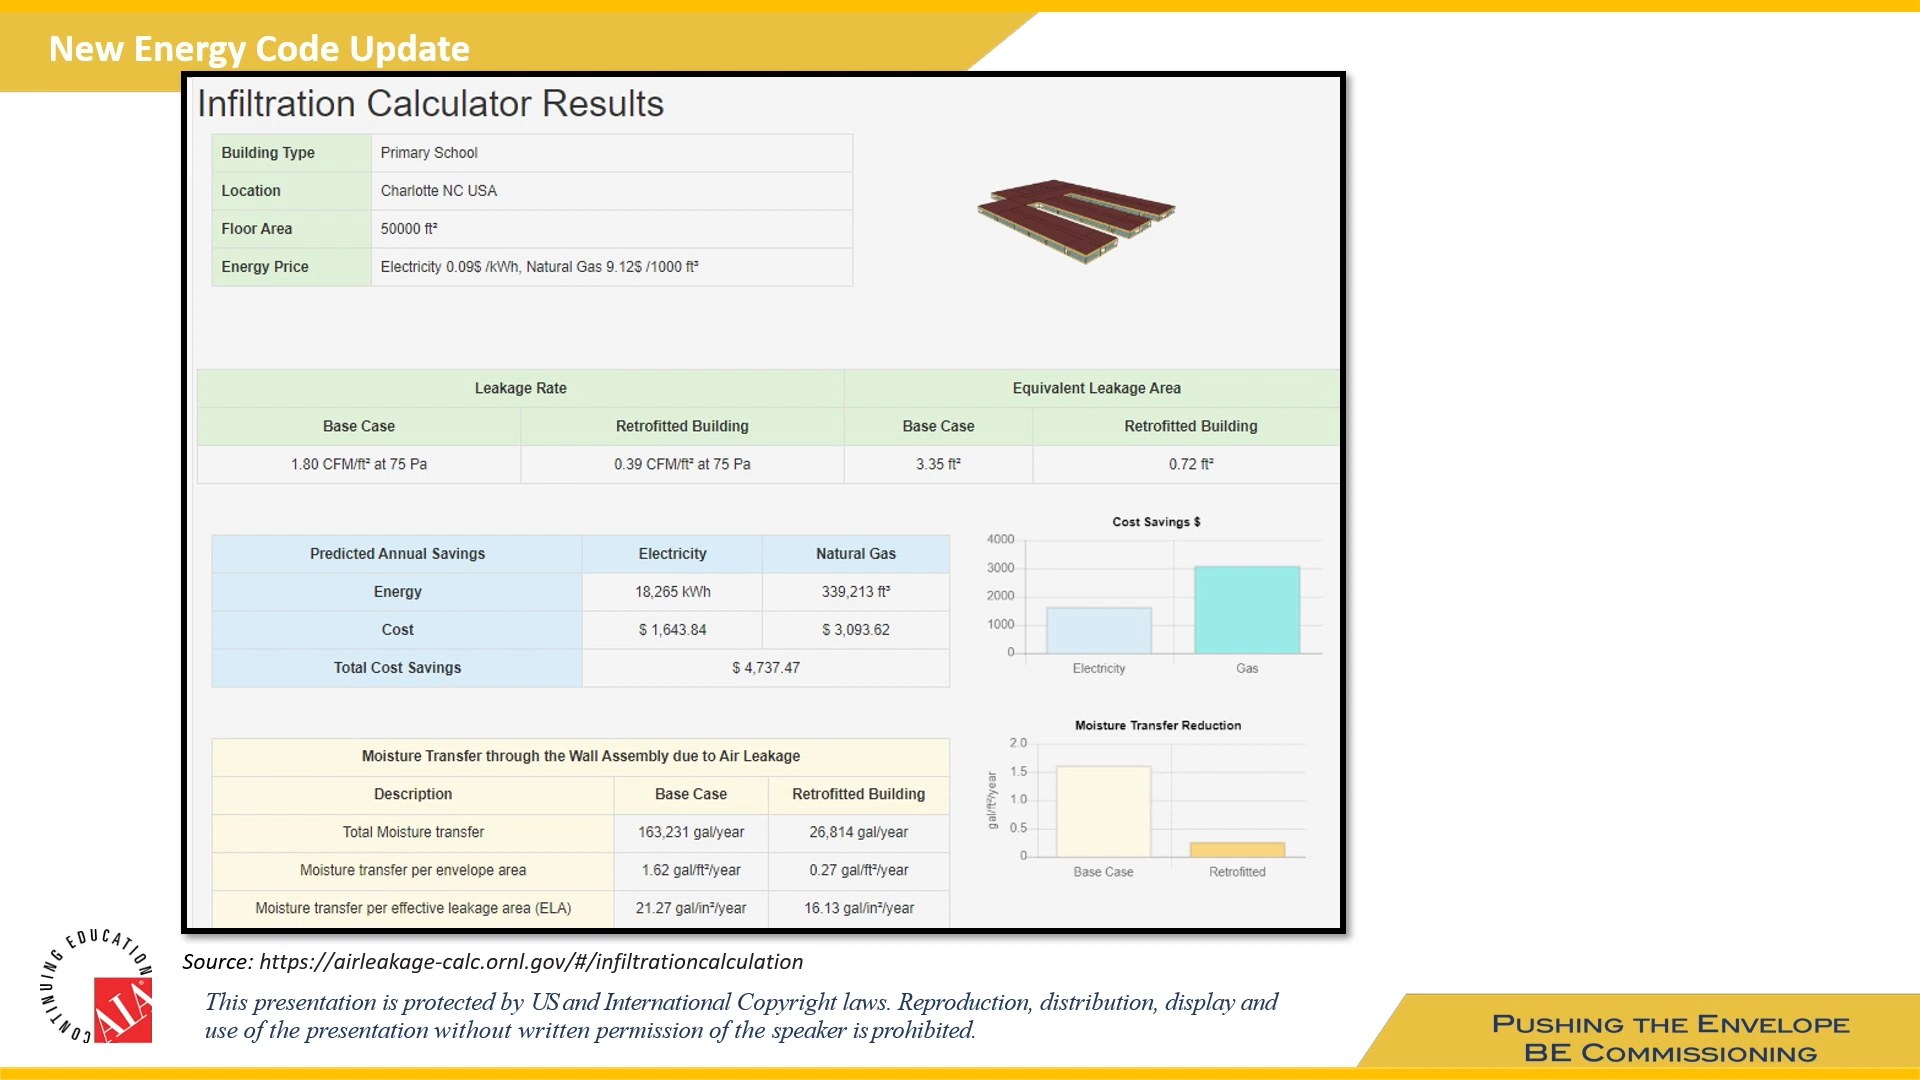 New Energy Code Update
Infiltration Calculator Results
Building Type Primary School
Location Charlotte NC USA
Floor Area 50000 ft²
Energy Price Electricity 0.09$ /kWh, Natural Gas 9.12$ /1000 ft³
Leakage Rate Equivalent Leakage Area
Base Case Retrofitted Building Base Case Retrofitted Building
1.80 CFM/ft² at 75 Pa 0.39 CFM/ft² at 75 Pa 3.35 ft² 0.72 ft²
Predicted Annual Savings Electricity Natural Gas
Energy 18,265 kWh 339,213 ft³
Cost $ 1,643.84 $ 3,093.62
Total Cost Savings $ 4,737.47
Cost Savings $
4000
3000
2000
1000
0
Electricity Gas
Moisture Transfer through the Wall Assembly due to Air Leakage
Description Base Case Retrofitted Building
Total Moisture transfer 163,231 gal/year 26,814 gal/year
Moisture transfer per envelope area 1.62 gal/ft²/year 0.27 gal/ft²/year
Moisture transfer per effective leakage area (ELA) 21.27 gal/in²/year 16.13 gal/in²/year
Moisture Transfer Reduction
gal/ft²/year
2.0
1.5
1.0
0.5
0
Base Case Retrofitted
Source: https://airleakage-calc.ornl.gov/#/infiltrationcalculation
CONTINUING EDUCATION
AIA
This presentation is protected by US and International Copyright laws. Reproduction, distribution, display and
use of the presentation without written permission of the speaker is prohibited.
PUSHING THE ENVELOPE
BE COMMISSIONING